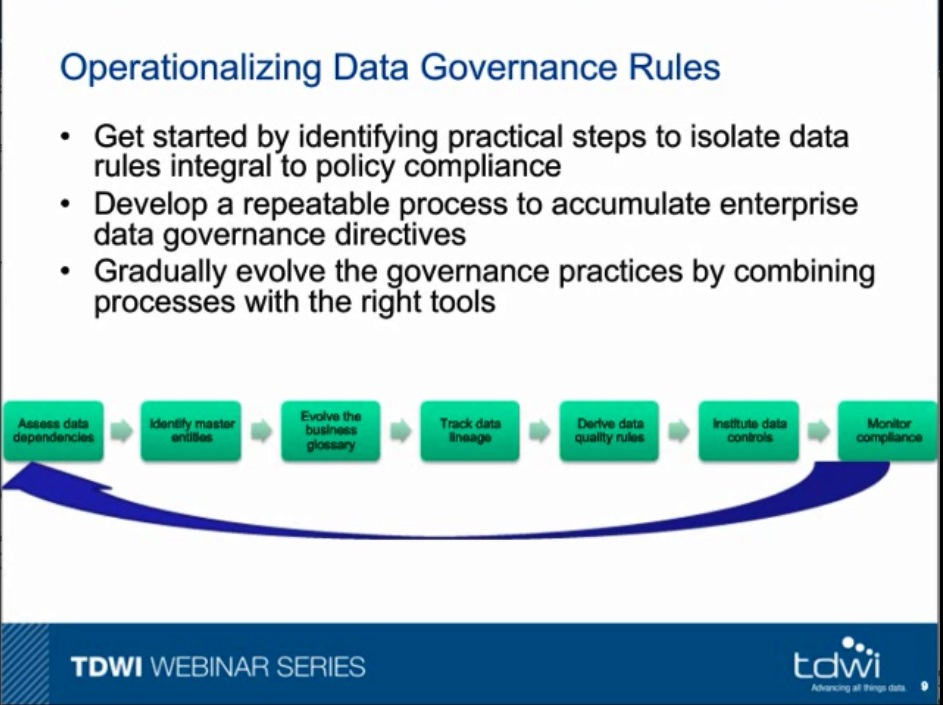 Operationalizing Data Governance Rules
• Get started by identifying practical steps to isolate data
rules integral to policy compliance
• Develop a repeatable process to accumulate enterprise
data governance directives
• Gradually evolve the governance practices by combining
processes with the right tools
Assess data
dependencies
Identify master
entities
Evolve the
business
glossary
Track data
lineage
Derive data
quality rules
Institute data
controls
Monitor
compliance
TDWI WEBINAR SERIES
tdwi
Advancing all things data.
9